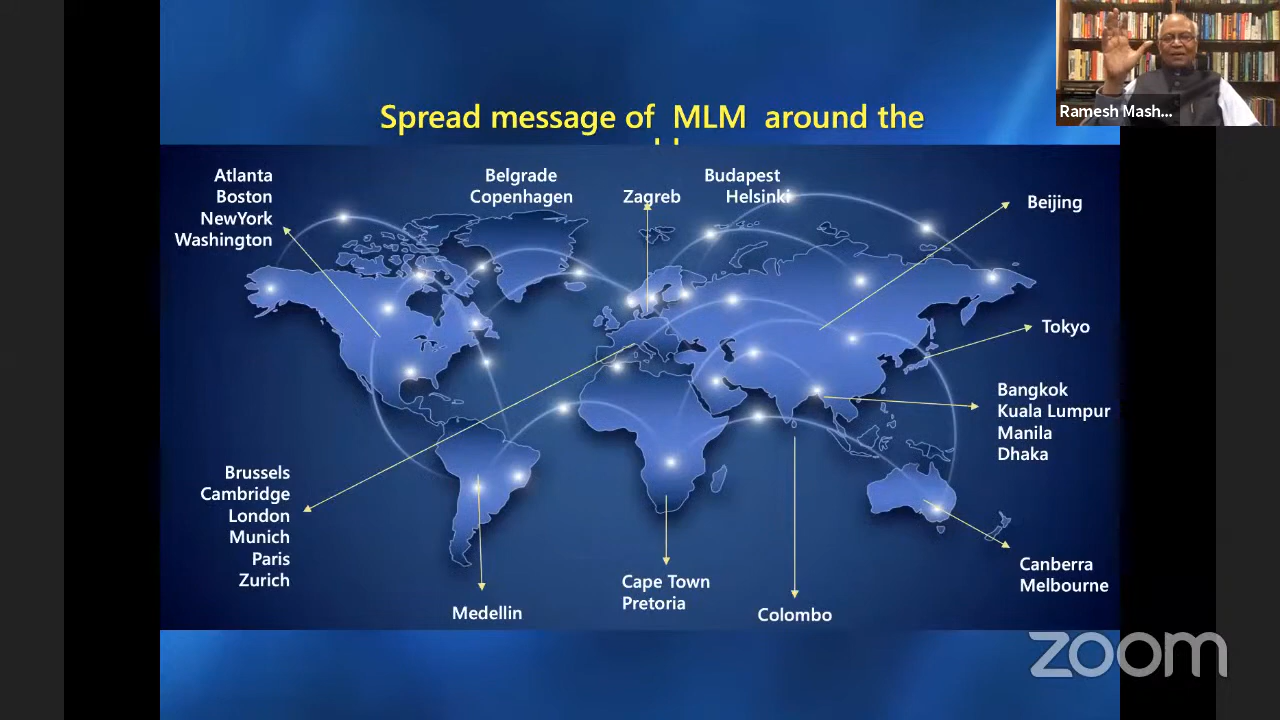 Spread message of MLM around the
Ramesh Mash...
Atlanta
Boston
NewYork
Washington
Belgrade
Copenhagen
Zagreb
Budapest
Helsinki
Beijing
Tokyo
Bangkok
Kuala Lumpur
Manila
Dhaka
Brussels
Cambridge
London
Munich
Paris
Zurich
Medellin
Cape Town
Pretoria
Colombo
Canberra
Melbourne
zoom